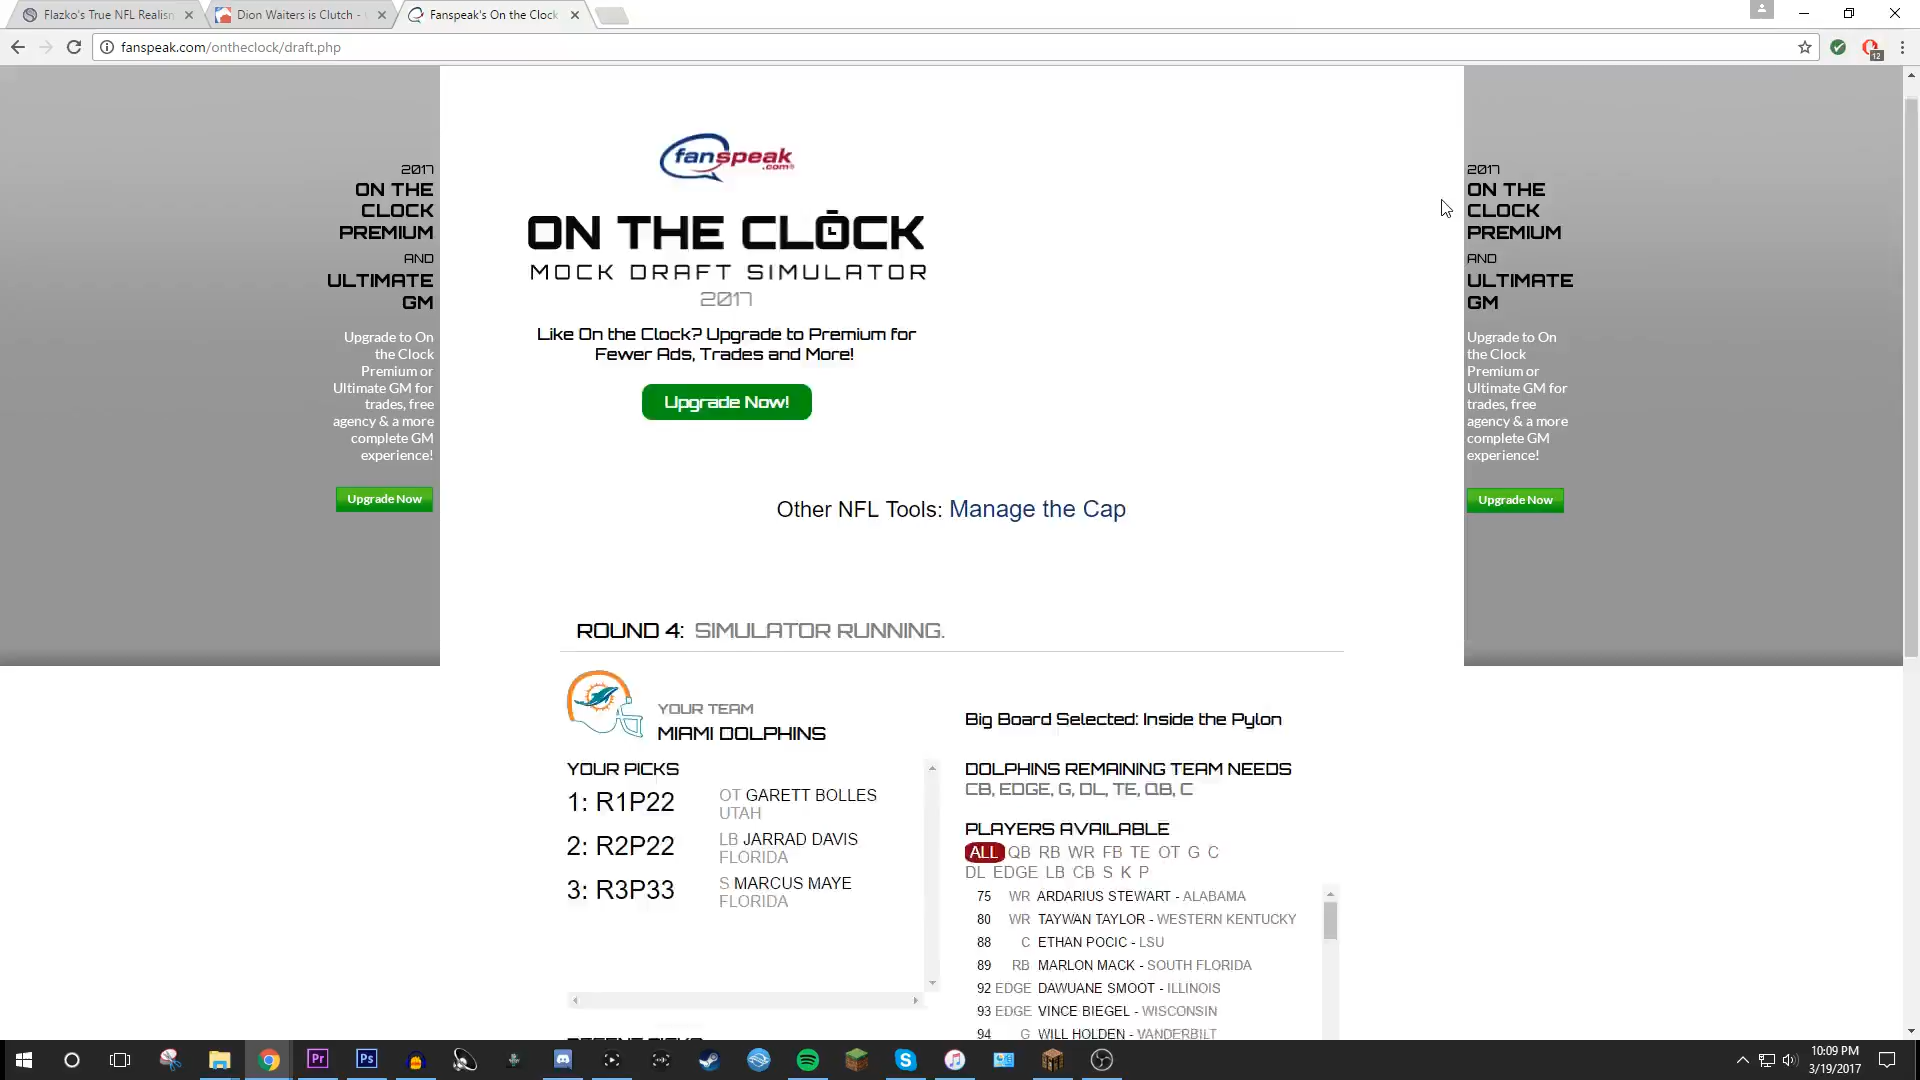 Flazko's True NFL Realism
Dion Waiters is Clutch -
Fanspeak's On the Clock
fanspeak.com/ontheclock/draft.php
12
2017
ON THE
CLOCK
PREMIUM
AND
ULTIMATE
GM
Upgrade to On
the Clock
Premium or
Ultimate GM for
trades, free
agency & a more
complete GM
experience!
Upgrade Now
fanspeak
.com
ON THE CLOCK
MOCK DRAFT SIMULATOR
2017
Like On the Clock? Upgrade to Premium for
Fewer Ads, Trades and More!
Upgrade Now!
Other NFL Tools: Manage the Cap
2017
ON THE
CLOCK
PREMIUM
AND
ULTIMATE
GM
Upgrade to On
the Clock
Premium or
Ultimate GM for
trades, free
agency & a more
complete GM
experience!
Upgrade Now
ROUND 4: SIMULATOR RUNNING.
YOUR TEAM
MIAMI DOLPHINS
YOUR PICKS
1: R1P22 OT GARETT BOLLES
UTAH
2: R2P22 LB JARRAD DAVIS
FLORIDA
3: R3P33 S MARCUS MAYE
FLORIDA
RECENT PICKS
Big Board Selected: Inside the Pylon
DOLPHINS REMAINING TEAM NEEDS
CB, EDGE, G, DL, TE, QB, C
PLAYERS AVAILABLE
ALL QB RB WR FB TE OT G C
DL EDGE LB CB S K P
75 WR ARDARIUS STEWART - ALABAMA
80 WR TAYWAN TAYLOR - WESTERN KENTUCKY
88 C ETHAN POCIC - LSU
89 RB MARLON MACK - SOUTH FLORIDA
92 EDGE DAWUANE SMOOT - ILLINOIS
93 EDGE VINCE BIEGEL - WISCONSIN
94 G WILL HOLDEN - VANDERBILT
Pr
Ps
10:09 PM
3/19/2017